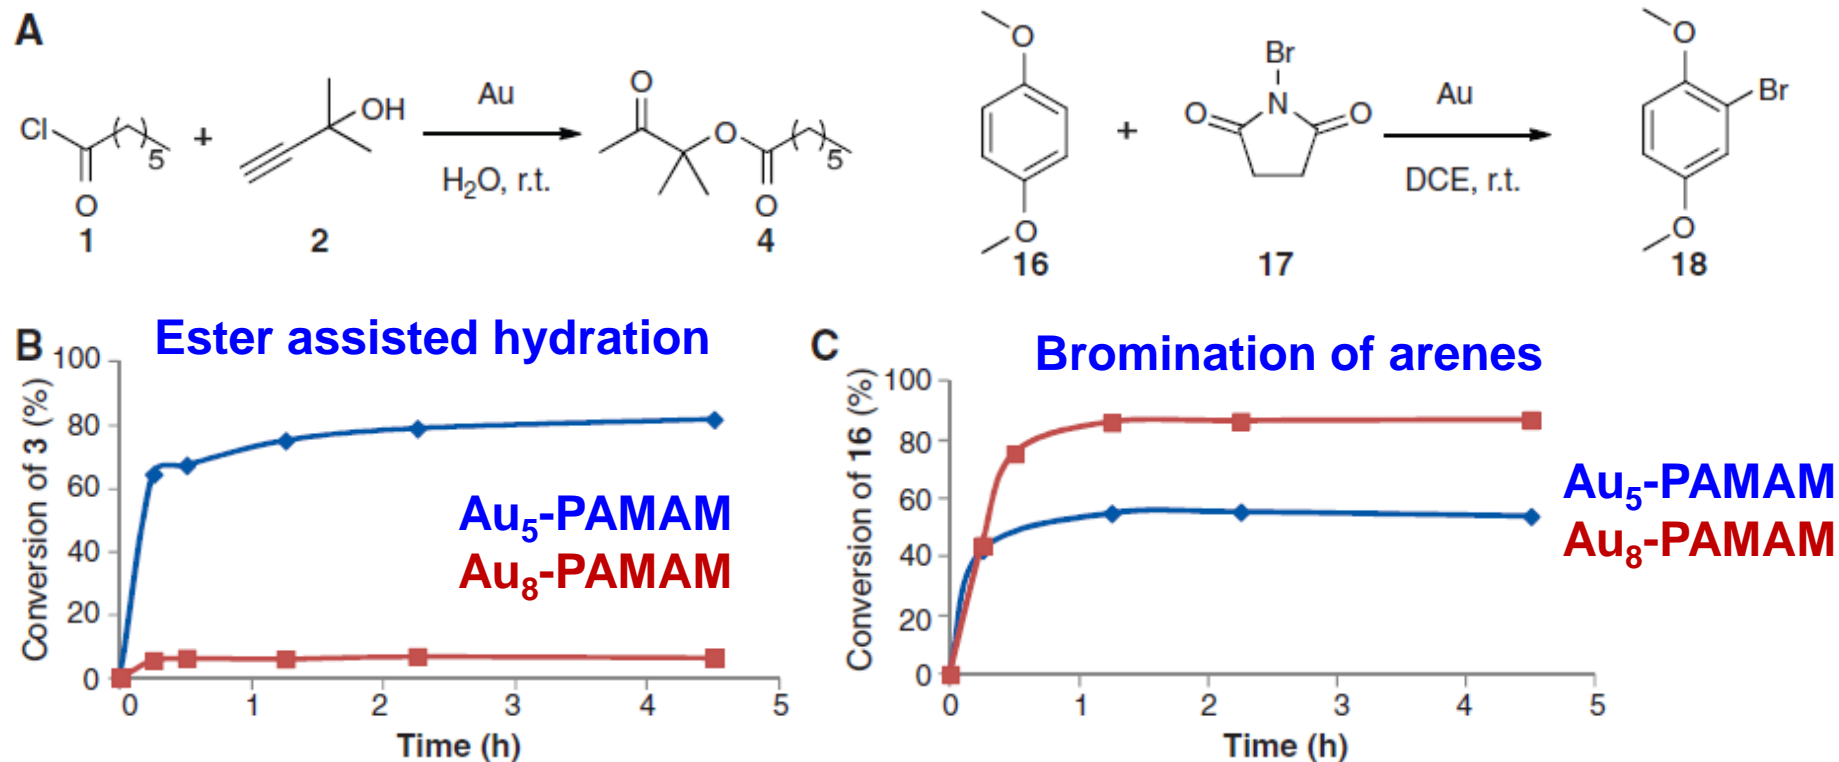 A
Cl
O
( )5
1
+
OH
2
Au
H2O, r.t.
O
O
O
( )5
4
O
O
16
+
Br
N
O
O
17
Au
DCE, r.t.
O
Br
O
18
B
Ester assisted hydration
Conversion of 3 (%)
100
80
60
40
20
0
Au5-PAMAM
Au8-PAMAM
0 1 2 3 4 5
Time (h)
C
Bromination of arenes
Conversion of 16 (%)
100
80
60
40
20
0
Au5-PAMAM
Au8-PAMAM
0 1 2 3 4 5
Time (h)